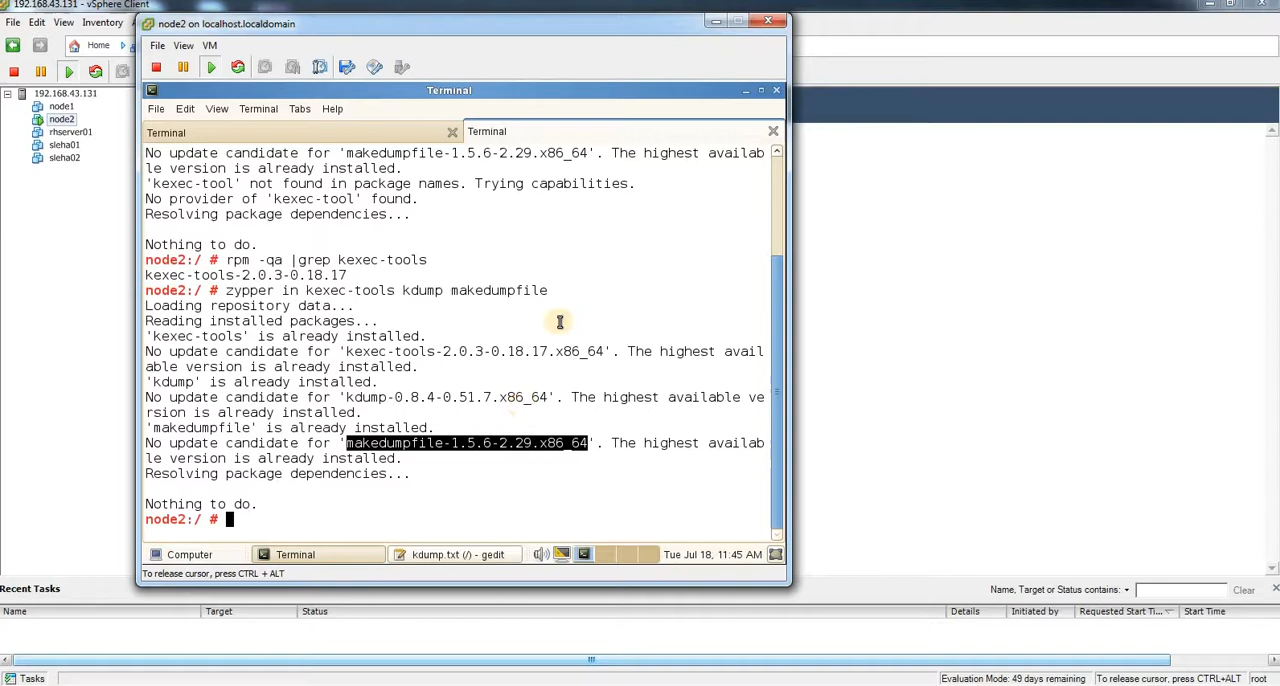 192.168.43.131 - vSphere Client
File Edit View Inventory
Home
192.168.43.131
node1
node2
rhserver01
sleha01
sleha02
node2 on localhost.localdomain
File View VM
Terminal
File Edit View Terminal Tabs Help
Terminal Terminal
No update candidate for 'makedumpfile-1.5.6-2.29.x86_64'. The highest availab
le version is already installed.
'kexec-tool' not found in package names. Trying capabilities.
No provider of 'kexec-tool' found.
Resolving package dependencies...
Nothing to do.
node2:/ # rpm -qa |grep kexec-tools
kexec-tools-2.0.3-0.18.17
node2:/ # zypper in kexec-tools kdump makedumpfile
Loading repository data...
Reading installed packages...
'kexec-tools' is already installed.
No update candidate for 'kexec-tools-2.0.3-0.18.17.x86_64'. The highest avail
able version is already installed.
'kdump' is already installed.
No update candidate for 'kdump-0.8.4-0.51.7.x86_64'. The highest available ve
rsion is already installed.
'makedumpfile' is already installed.
No update candidate for 'makedumpfile-1.5.6-2.29.x86_64'. The highest availab
le version is already installed.
Resolving package dependencies...
Nothing to do.
node2:/ #
Computer Terminal kdump.txt (/) - gedit Tue Jul 18, 11:45 AM
To release cursor, press CTRL + ALT
Recent Tasks Name, Target or Status contains: Clear
Name Target Status Details Initiated by Requested Start Ti... Start Time
Tasks Evaluation Mode: 49 days remaining To release cursor, press CTRL+ALT root